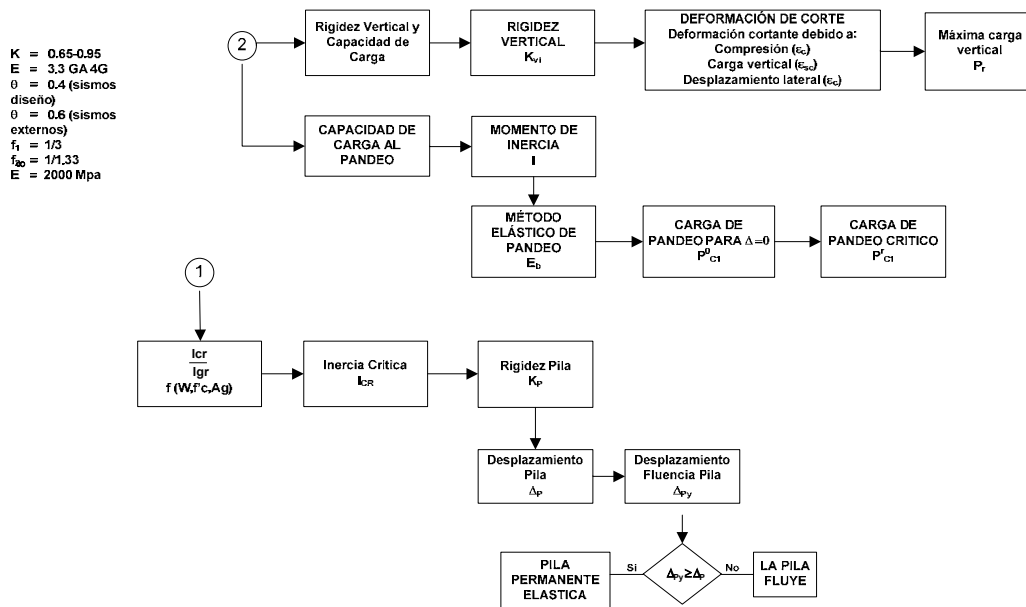 K = 0.65-0.95
E = 3,3 GA 4G
θ = 0.4 (sismos
diseño)
θ = 0.6 (sismos
externos)
f₁ = 1/3
f₂₀ = 1/1.33
E = 2000 Mpa
2
Rigidez Vertical y
Capacidad de
Carga
RIGIDEZ
VERTICAL
Kvi
DEFORMACIÓN DE CORTE
Deformación cortante debido a:
Compresión (εc)
Carga vertical (εsc)
Desplazamiento lateral (εc)
Máxima carga
vertical
Pr
CAPACIDAD DE
CARGA AL
PANDEO
MOMENTO DE
INERCIA
I
MÉTODO
ELÁSTICO DE
PANDEO
Eb
CARGA DE
PANDEO PARA Δ=0
P⁰C1
CARGA DE
PANDEO CRITICO
PʳC1
1
Icr
Igr
f (W,f'c,Ag)
Inercia Critica
ICR
Rigidez Pila
KP
Desplazamiento
Pila
ΔP
Desplazamiento
Fluencia Pila
ΔPy
PILA
PERMANENTE
ELASTICA
Si
ΔPy≥ΔP
No
LA PILA
FLUYE